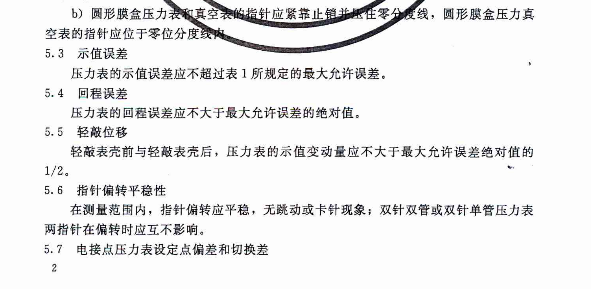 b) 圆形膜盒压力表和真空表的指针应紧靠止销并压住零分度线,圆形膜盒压力真
空表的指针应位于零位分度线内。
5.3 示值误差
压力表的示值误差应不超过表1所规定的最大允许误差。
5.4 回程误差
压力表的回程误差应不大于最大允许误差的绝对值。
5.5 轻敲位移
轻敲表壳前与轻敲表壳后,压力表的示值变动量应不大于最大允许误差绝对值的
1/2。
5.6 指针偏转平稳性
在测量范围内,指针偏转应平稳,无跳动或卡针现象;双针双管或双针单管压力表
两指针在偏转时应互不影响。
5.7 电接点压力表设定点偏差和切换差
2